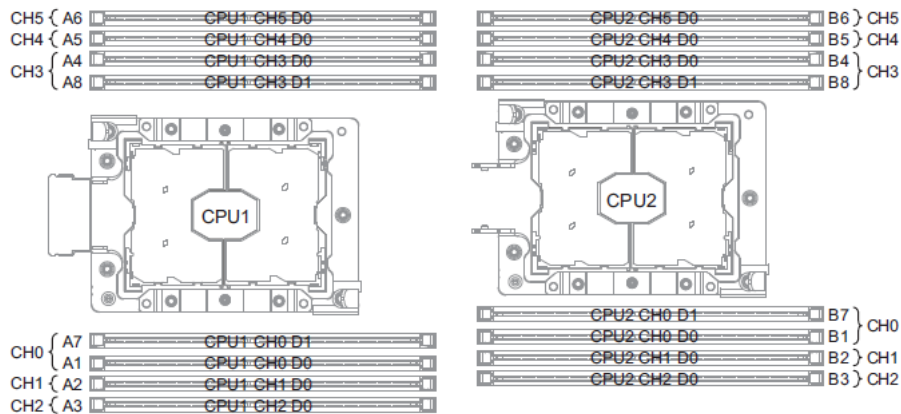 CH5 { A6 CPU1 CH5 D0 CPU2 CH5 D0 B6 } CH5
CH4 { A5 CPU1 CH4 D0 CPU2 CH4 D0 B5 } CH4
CH3 { A4 CPU1 CH3 D0 CPU2 CH3 D0 B4 } CH3
A8 CPU1 CH3 D1 CPU2 CH3 D1 B8
CPU1 CPU2
CH0 { A7 CPU1 CH0 D1 CPU2 CH0 D1 B7 } CH0
A1 CPU1 CH0 D0 CPU2 CH0 D0 B1
CH1 { A2 CPU1 CH1 D0 CPU2 CH1 D0 B2 } CH1
CH2 { A3 CPU1 CH2 D0 CPU2 CH2 D0 B3 } CH2